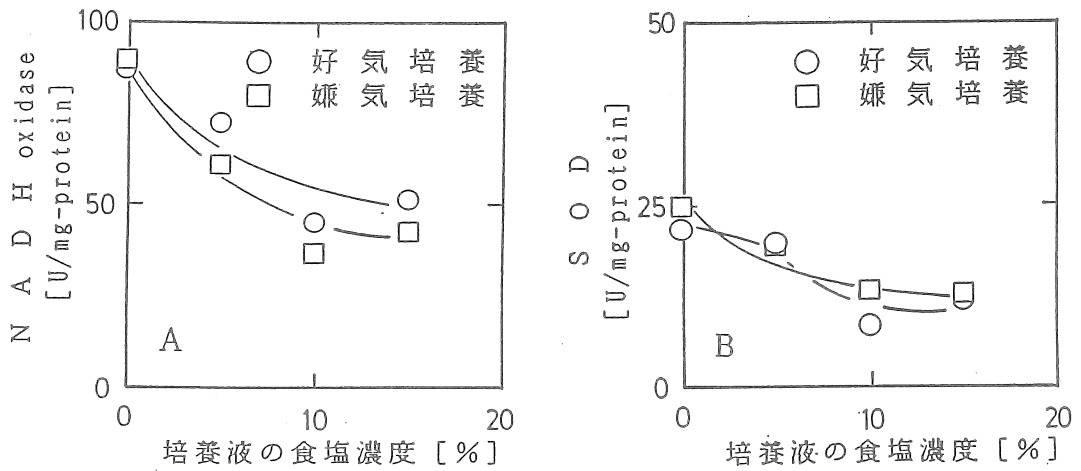 NADH oxidase
[U/mg-protein]
100
50
0
○ 好気培養
□ 嫌気培養
A
0 10 20
培養液の食塩濃度[%]
SOD
[U/mg-protein]
50
25
0
○ 好気培養
□ 嫌気培養
B
0 10 20
培養液の食塩濃度[%]